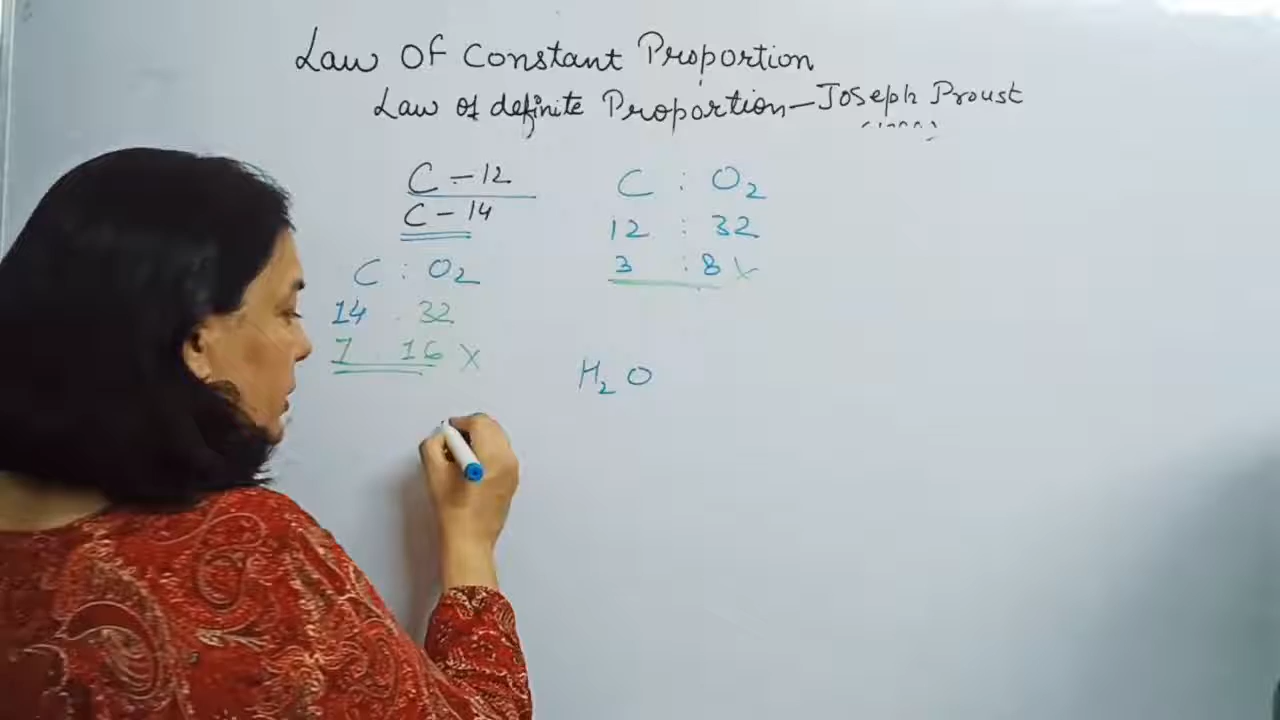 Law Of Constant Proportion
Law of definite Proportion – Joseph Proust
C – 12
C – 14
C : O2
12 : 32
3 : 8 x
C : O2
14 . 32
7 . 16 x
H2O